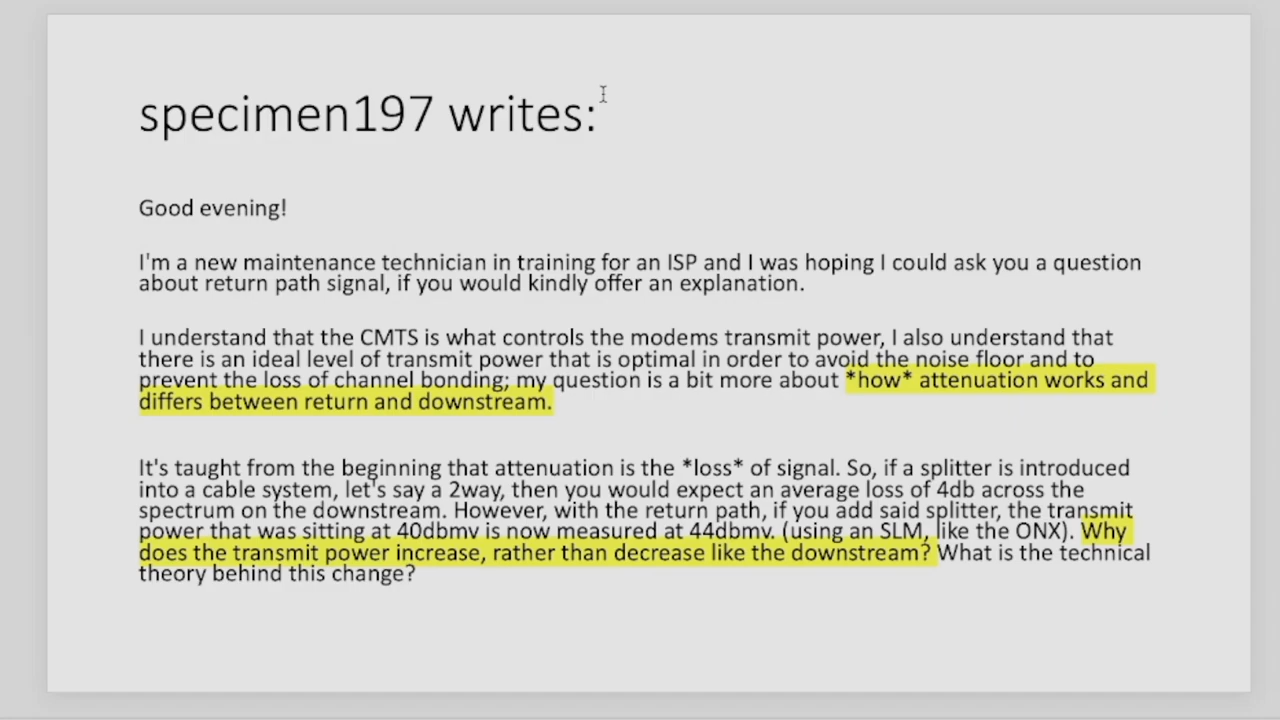 specimen197 writes:
Good evening!
I'm a new maintenance technician in training for an ISP and I was hoping I could ask you a question
about return path signal, if you would kindly offer an explanation.
I understand that the CMTS is what controls the modems transmit power, I also understand that
there is an ideal level of transmit power that is optimal in order to avoid the noise floor and to
prevent the loss of channel bonding; my question is a bit more about *how* attenuation works and
differs between return and downstream.
It's taught from the beginning that attenuation is the *loss* of signal. So, if a splitter is introduced
into a cable system, let's say a 2way, then you would expect an average loss of 4db across the
spectrum on the downstream. However, with the return path, if you add said splitter, the transmit
power that was sitting at 40dbmv is now measured at 44dbmv. (using an SLM, like the ONX). Why
does the transmit power increase, rather than decrease like the downstream? What is the technical
theory behind this change?